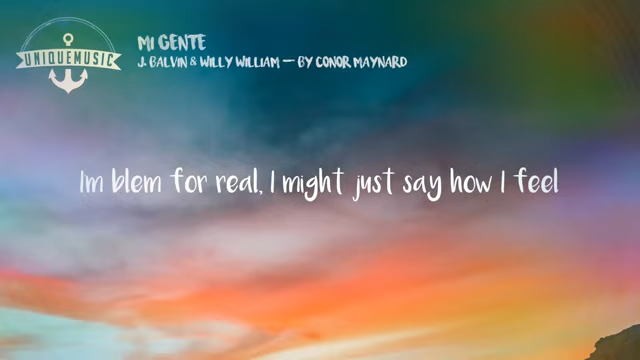 UNIQUEMUSIC
MI GENTE
J. BALVIN & WILLY WILLIAM — BY CONOR MAYNARD
Im blem for real, I might just say how I feel